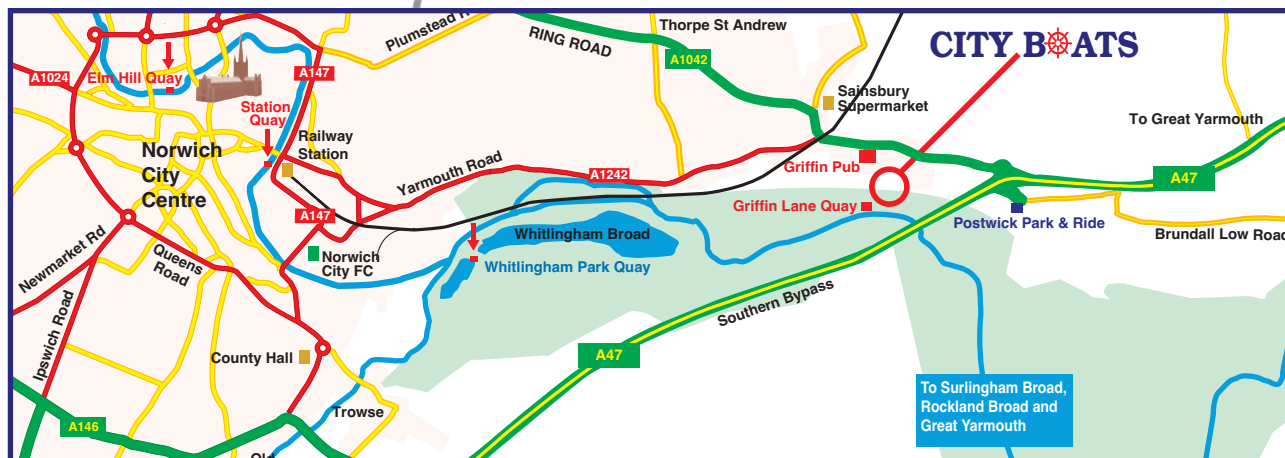 Plumstead R
RING ROAD
Thorpe St Andrew
CITY BOATS
A1042
A1024
Elm Hill Quay
A147
Station
Quay
Sainsbury
Supermarket
To Great Yarmouth
Railway
Station
Norwich
City
Centre
Yarmouth Road
A1242
Griffin Pub
A47
A147
Griffin Lane Quay
Postwick Park & Ride
Brundall Low Road
Newmarket Rd
Queens
Road
Norwich
City FC
Whitlingham Broad
Whitlingham Park Quay
Southern Bypass
Ipswich Road
County Hall
A47
To Surlingham Broad,
Rockland Broad and
Great Yarmouth
Trowse
A146
Old